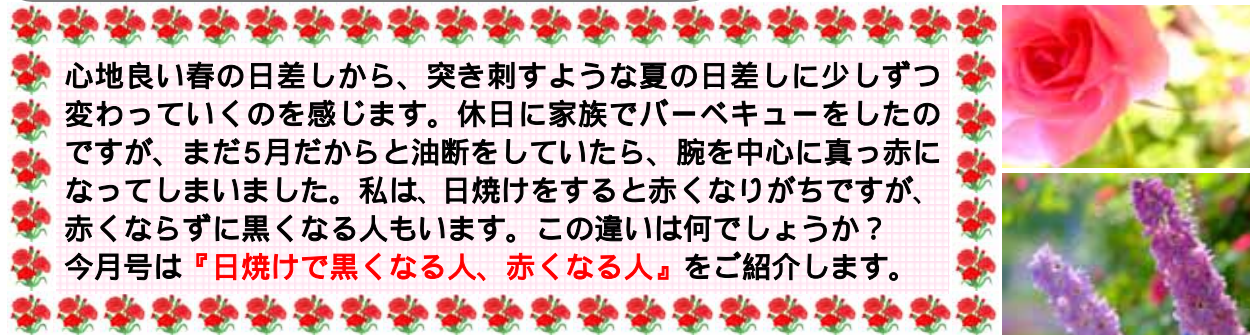 心地良い春の日差しから、突き刺すような夏の日差しに少しずつ
変わっていくのを感じます。休日に家族でバーベキューをしたの
ですが、まだ5月だからと油断をしていたら、腕を中心に真っ赤に
なってしまいました。私は、日焼けをすると赤くなりがちですが、
赤くならずに黒くなる人もいます。この違いは何でしょうか？
今月号は『日焼けで黒くなる人、赤くなる人』をご紹介します。